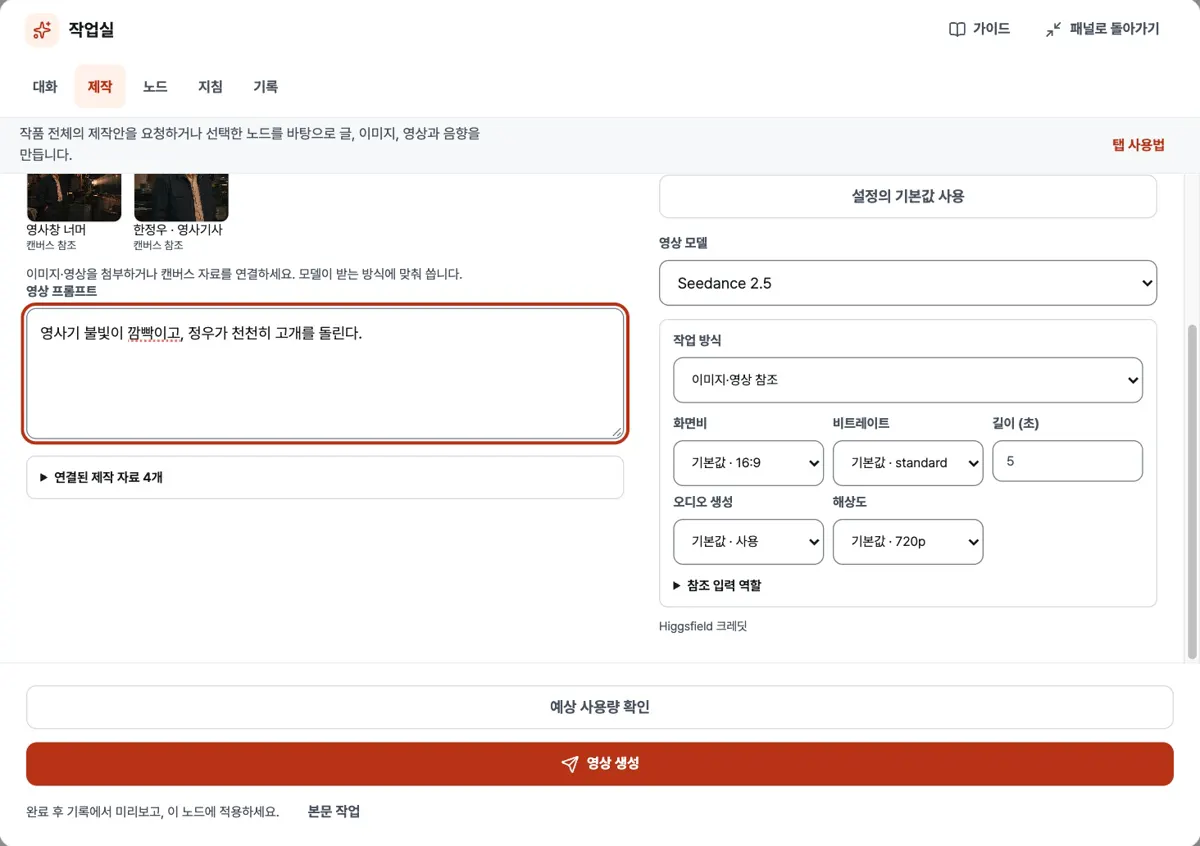 작업실
가이드
패널로 돌아가기
대화
제작
노드
지침
기록
작품 전체의 제작안을 요청하거나 선택한 노드를 바탕으로 글, 이미지, 영상과 음향을
만듭니다.
탭 사용법
영사창 너머
캔버스 참조
한정우 · 영사기사
캔버스 참조
이미지·영상을 첨부하거나 캔버스 자료를 연결하세요. 모델이 받는 방식에 맞춰 씁니다.
영상 프롬프트
영사기 불빛이 깜빡이고, 정우가 천천히 고개를 돌린다.
▶ 연결된 제작 자료 4개
설정의 기본값 사용
영상 모델
Seedance 2.5
작업 방식
이미지·영상 참조
화면비
비트레이트
길이 (초)
기본값 · 16:9
기본값 · standard
5
오디오 생성
해상도
기본값 · 사용
기본값 · 720p
▶ 참조 입력 역할
Higgsfield 크레딧
예상 사용량 확인
영상 생성
완료 후 기록에서 미리보고, 이 노드에 적용하세요.
본문 작업